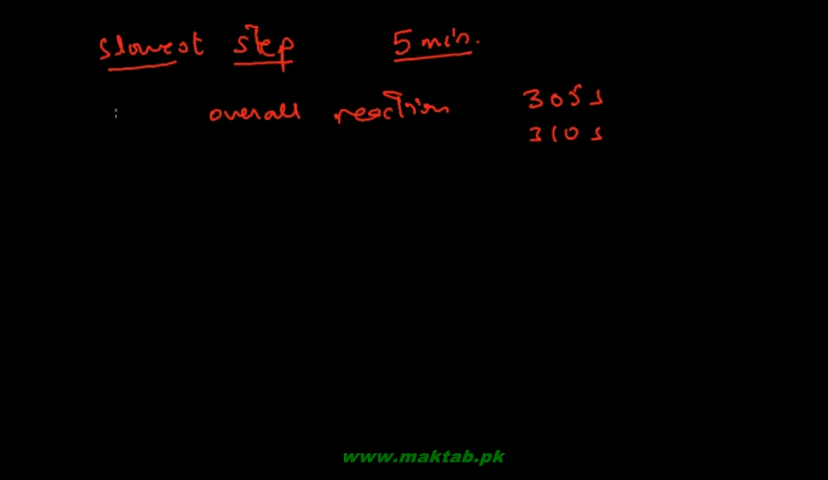 slowest step 5 min.
overall reaction 305 s
310 s
www.maktab.pk